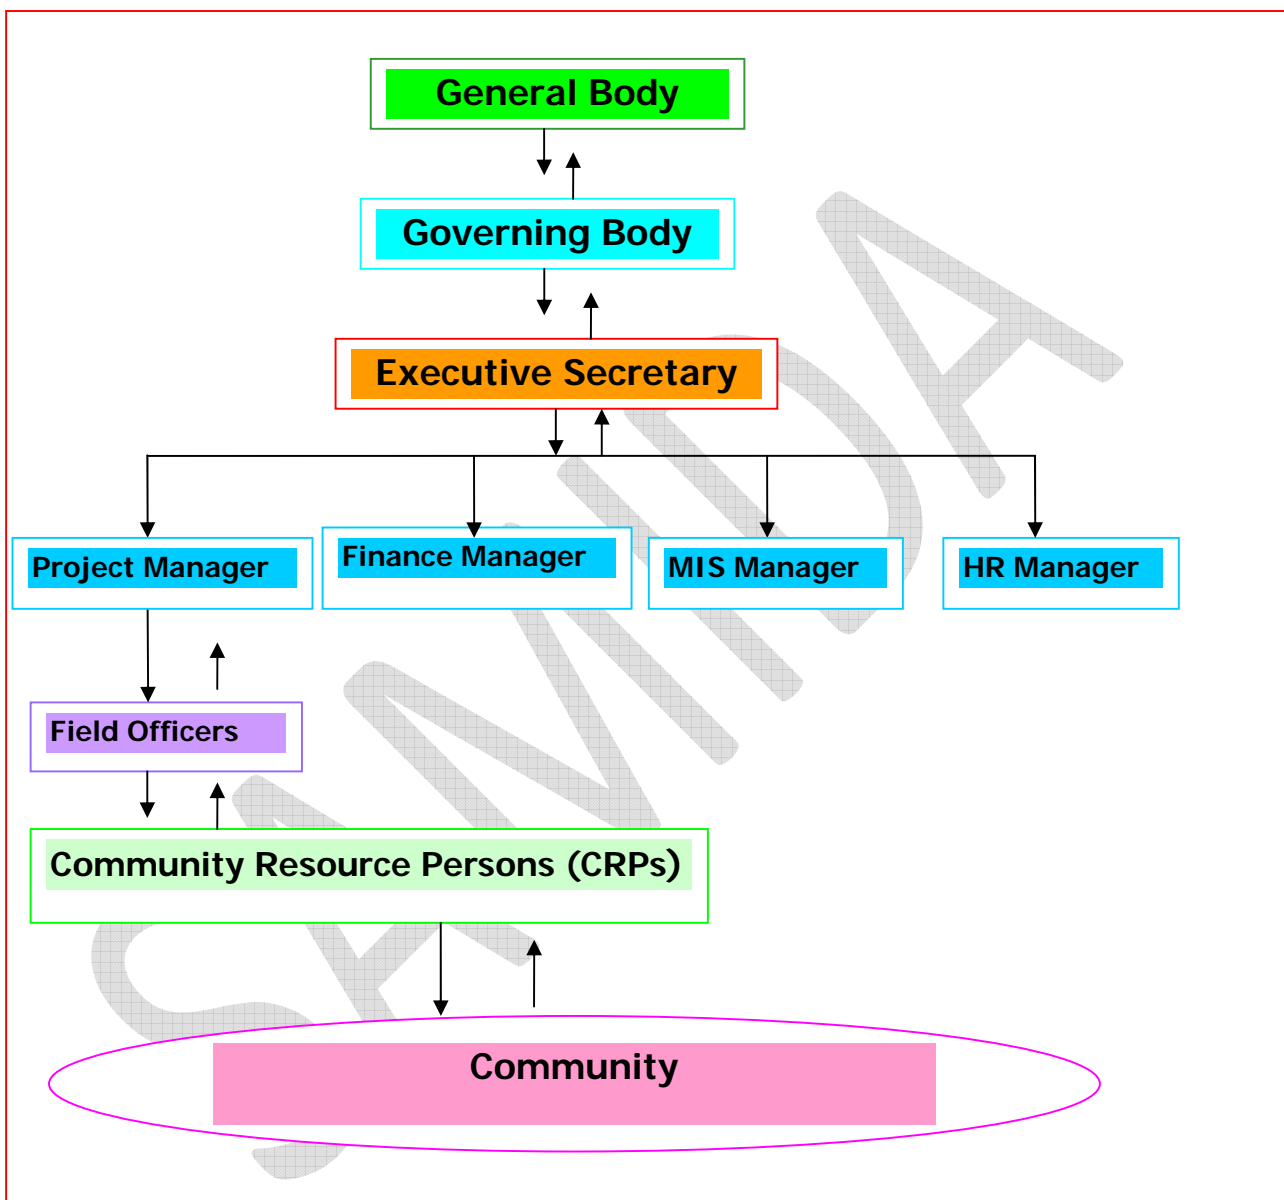 General Body
Governing Body
Executive Secretary
Project Manager
Finance Manager
MIS Manager
HR Manager
Field Officers
Community Resource Persons (CRPs)
Community
SAMIDA